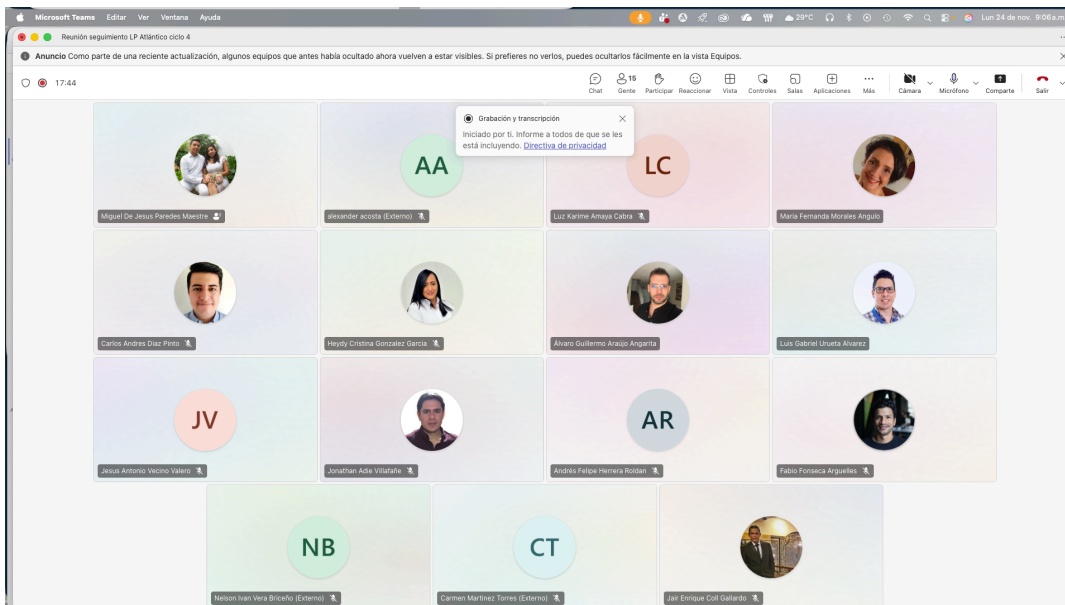 Microsoft Teams Editar Ver Ventana Ayuda
29°C Lun 24 de nov. 9:06 a.m.
Reunión seguimiento LP Atlántico ciclo 4
Anuncio Como parte de una reciente actualización, algunos equipos que antes había ocultado ahora vuelven a estar visibles. Si prefieres no verlos, puedes ocultarlos fácilmente en la vista Equipos.
17:44
15
Chat Gente Participar Reaccionar Vista Controles Salas Aplicaciones Más Cámara Micrófono Comparte Salir
Grabación y transcripción
Iniciado por ti. Informe a todos de que se les
está incluyendo. Directiva de privacidad
AA LC
Miguel De Jesus Paredes Maestre alexander acosta (Externo) Luz Karime Amaya Cabra Maria Fernanda Morales Angulo
Carlos Andres Diaz Pinto Heydy Cristina Gonzalez Garcia Álvaro Guillermo Araújo Angarita Luis Gabriel Urueta Alvarez
JV AR
Jesus Antonio Vecino Valero Jonathan Adie Villafañe Andrés Felipe Herrera Roldan Fabio Fonseca Arguelles
NB CT
Nelson Ivan Vera Briceño (Externo) Carmen Martinez Torres (Externo) Jair Enrique Coll Gallardo